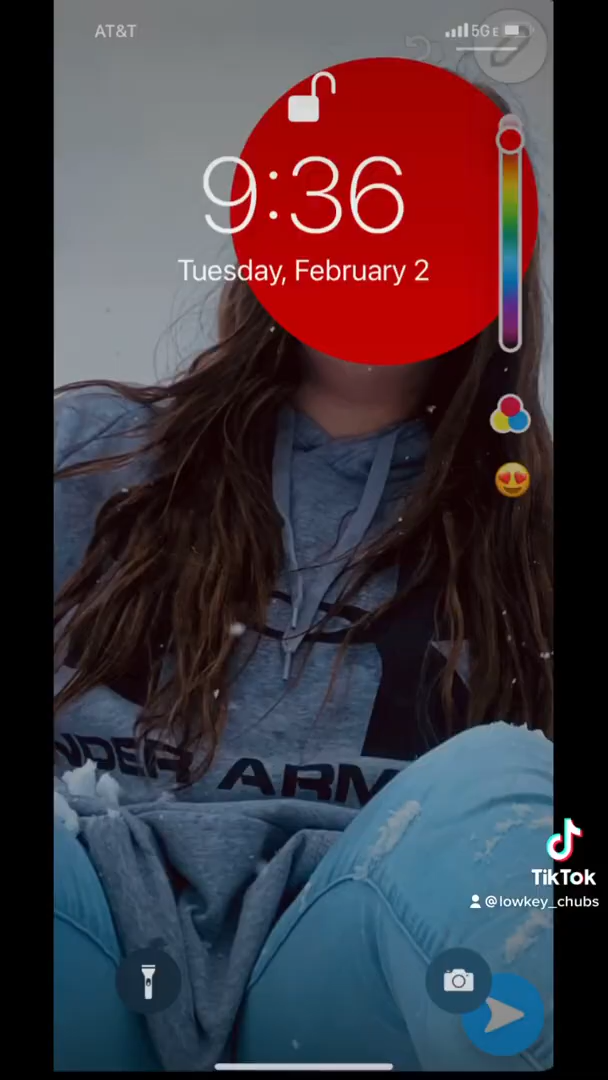 AT&T 5G E
9:36
Tuesday, February 2
NDER ARM
TikTok
@lowkey_chubs